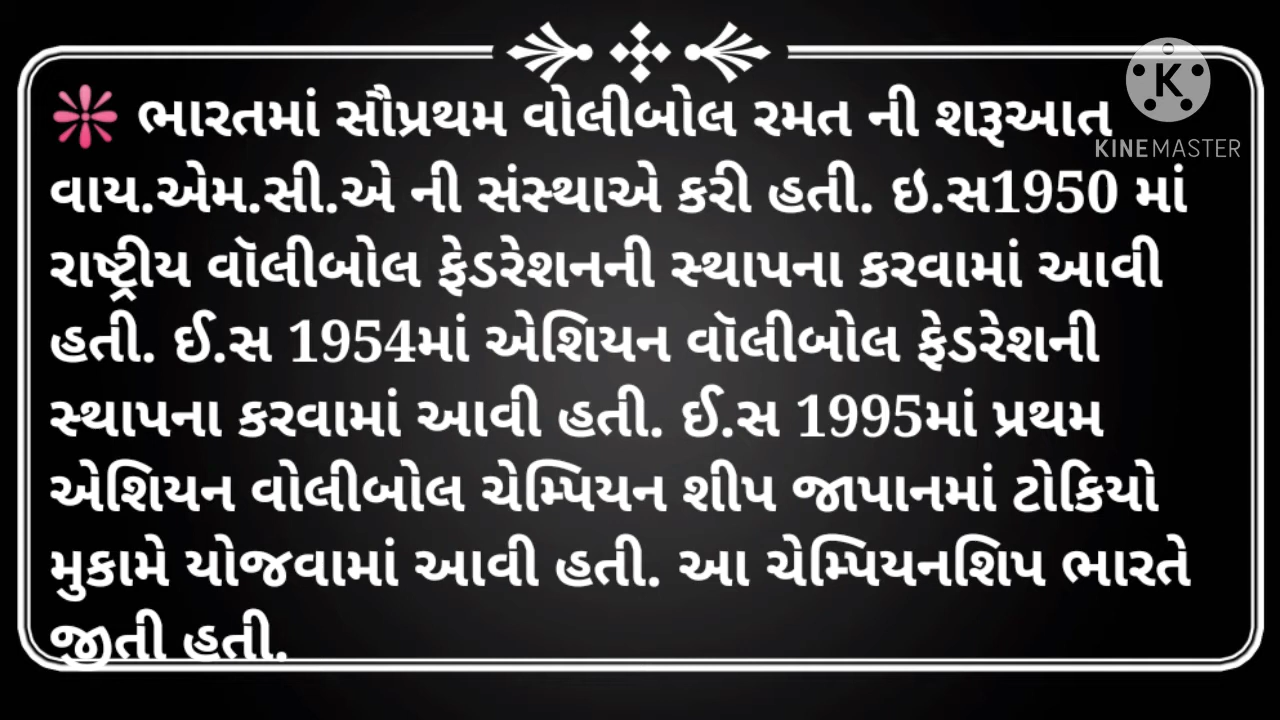 ભારતમાં સૌપ્રથમ વોલીબોલ રમત ની શરૂઆત
વાય.એમ.સી.એ ની સંસ્થાએ કરી હતી. ઇ.સ1950 માં
રાષ્ટ્રીય વૉલીબોલ ફેડરેશનની સ્થાપના કરવામાં આવી
હતી. ઈ.સ 1954માં એશિયન વૉલીબોલ ફેડરેશની
સ્થાપના કરવામાં આવી હતી. ઈ.સ 1995માં પ્રથમ
એશિયન વોલીબોલ ચેમ્પિયન શીપ જાપાનમાં ટોકિયો
મુકામે યોજવામાં આવી હતી. આ ચેમ્પિયનશિપ ભારતે
જીતી હતી.
K
KINEMASTER